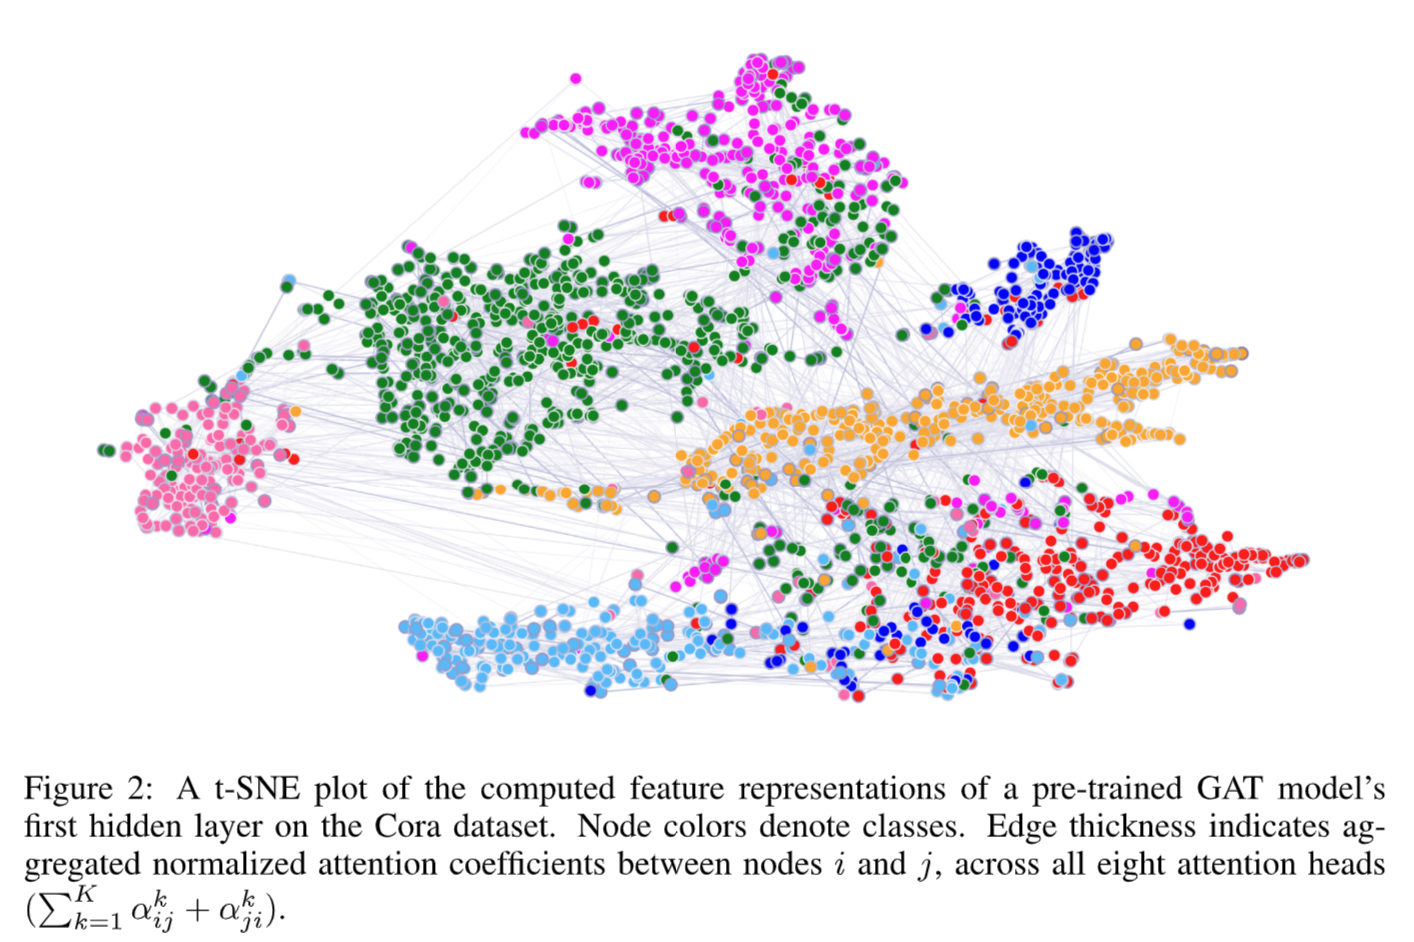 Figure 2: A t-SNE plot of the computed feature representations of a pre-trained GAT model's
first hidden layer on the Cora dataset. Node colors denote classes. Edge thickness indicates ag-
gregated normalized attention coefficients between nodes i and j, across all eight attention heads
(∑_{k=1}^{K} α_{ij}^{k} + α_{ji}^{k}).